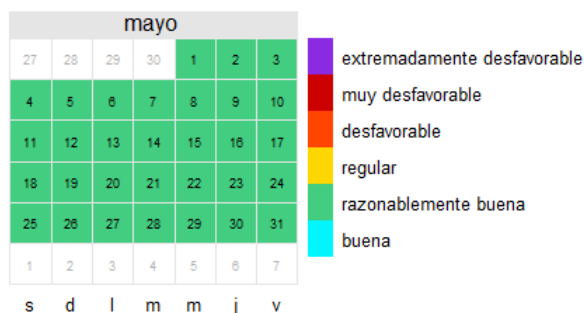 mayo
27 28 29 30 1 2 3
4 5 6 7 8 9 10
11 12 13 14 15 16 17
18 19 20 21 22 23 24
25 26 27 28 29 30 31
1 2 3 4 5 6 7
s d l m m j v
extremadamente desfavorable
muy desfavorable
desfavorable
regular
razonablemente buena
buena